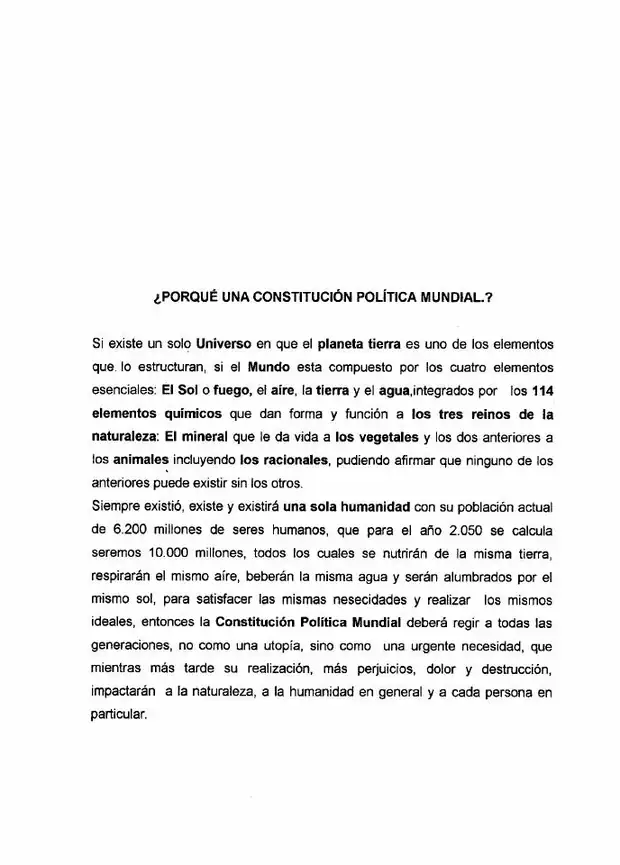 ¿PORQUÉ UNA CONSTITUCIÓN POLÍTICA MUNDIAL.?
Si existe un solo Universo en que el planeta tierra es uno de los elementos
que lo estructuran, si el Mundo esta compuesto por los cuatro elementos
esenciales: El Sol o fuego, el aíre, la tierra y el agua,integrados por los 114
elementos químicos que dan forma y función a los tres reinos de la
naturaleza: El mineral que le da vida a los vegetales y los dos anteriores a
los animales incluyendo los racionales, pudiendo afirmar que ninguno de los
anteriores puede existir sin los otros.
Siempre existió, existe y existirá una sola humanidad con su población actual
de 6.200 millones de seres humanos, que para el año 2.050 se calcula
seremos 10.000 millones, todos los cuales se nutrirán de la misma tierra,
respirarán el mismo aíre, beberán la misma agua y serán alumbrados por el
mismo sol, para satisfacer las mismas nesecidades y realizar los mismos
ideales, entonces la Constitución Política Mundial deberá regir a todas las
generaciones, no como una utopía, sino como una urgente necesidad, que
mientras más tarde su realización, más perjuicios, dolor y destrucción,
impactarán a la naturaleza, a la humanidad en general y a cada persona en
particular.